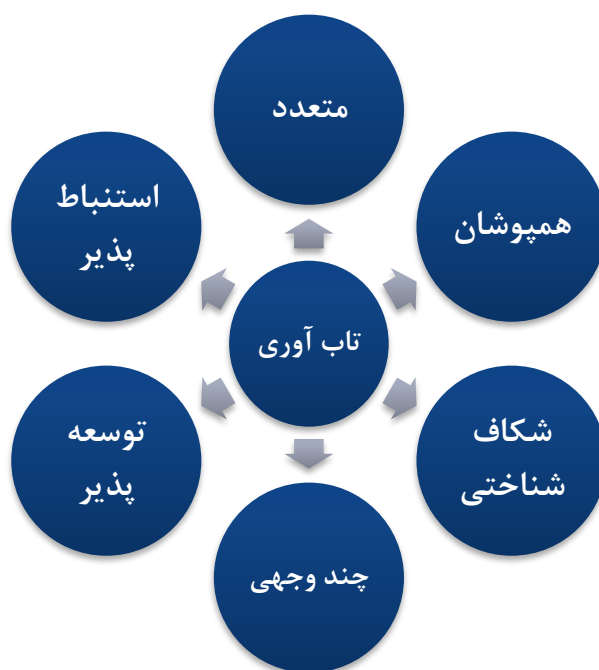 متعدد
همپوشان
شکاف
شناختی
چند وجهی
توسعه
پذیر
استنباط
پذیر
تاب آوری